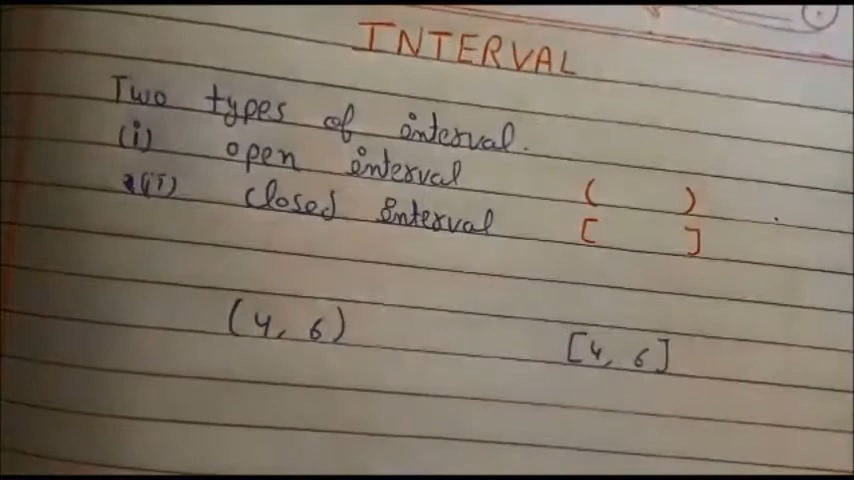 INTERVAL
Two types of interval.
(i) open interval ( )
(ii) closed interval [ ]
(4, 6) [4, 6]